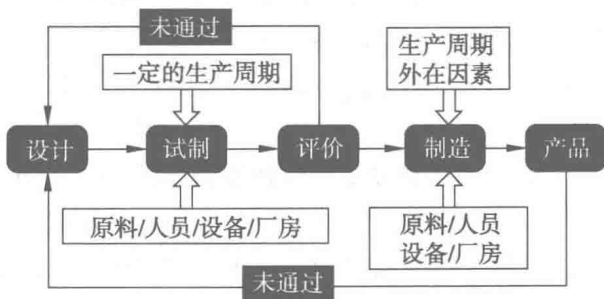 未通过
一定的生产周期
生产周期
外在因素
设计
试制
评价
制造
产品
原料/人员/设备/厂房
原料/人员
设备/厂房
未通过